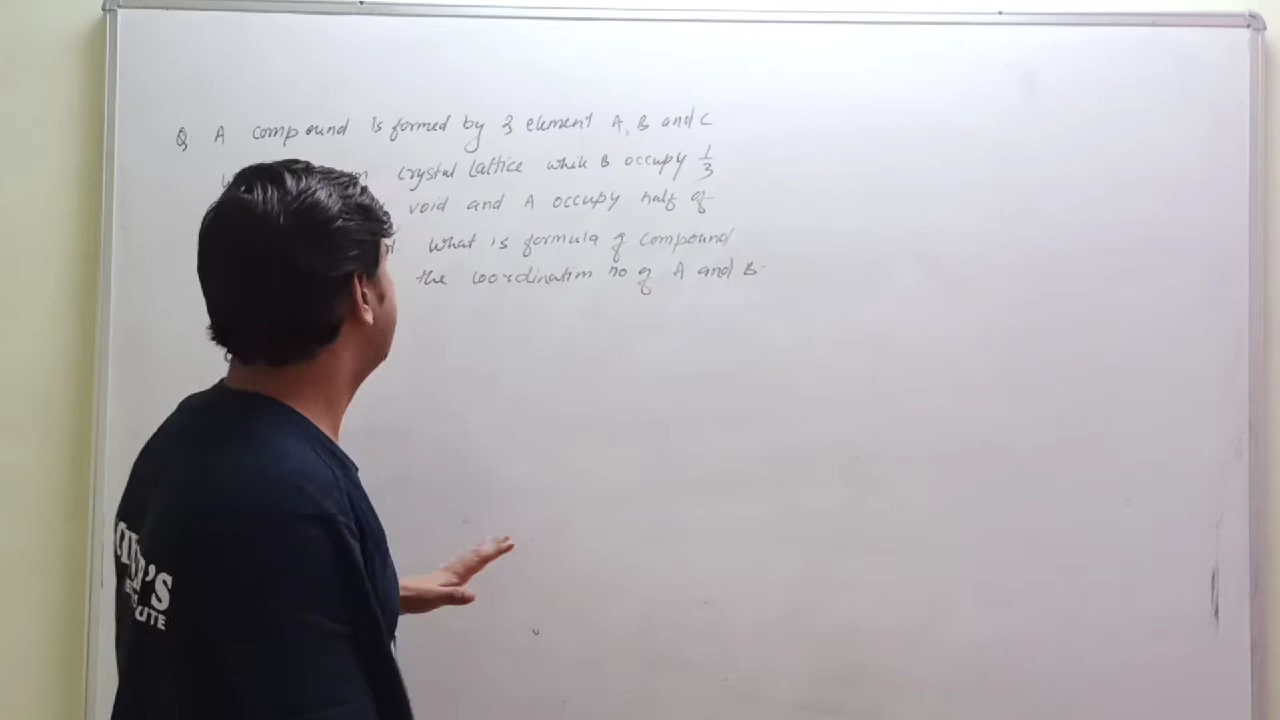 Q A compound is formed by 3 element A, B and C
crystal lattice while B occupy 1/3
void and A occupy half of
What is formula of compound
the coordination no of A and B.